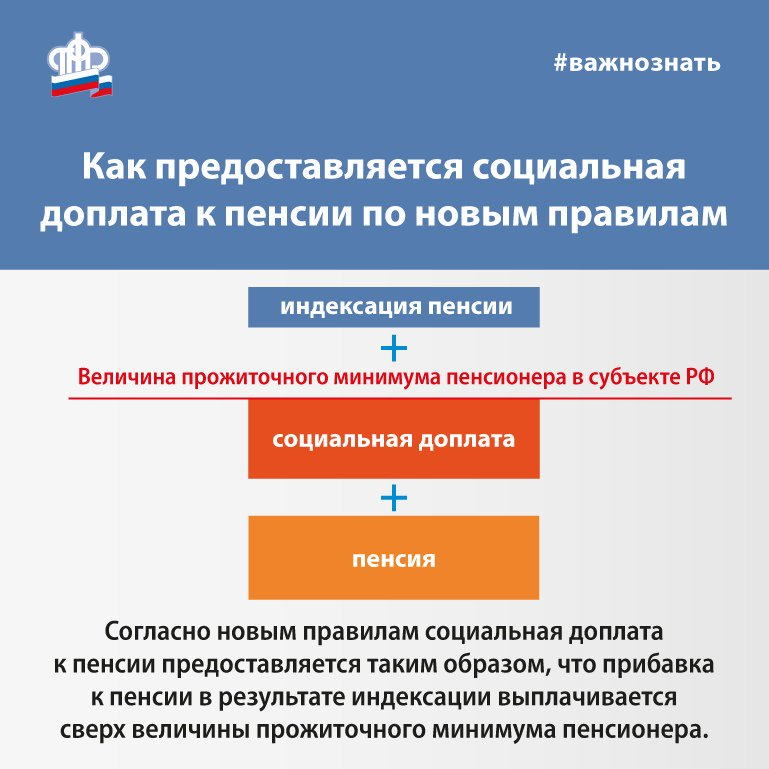 #важнознать
Как предоставляется социальная
доплата к пенсии по новым правилам
индексация пенсии
+
Величина прожиточного минимума пенсионера в субъекте РФ
социальная доплата
+
пенсия
Согласно новым правилам социальная доплата
к пенсии предоставляется таким образом, что прибавка
к пенсии в результате индексации выплачивается
сверх величины прожиточного минимума пенсионера.